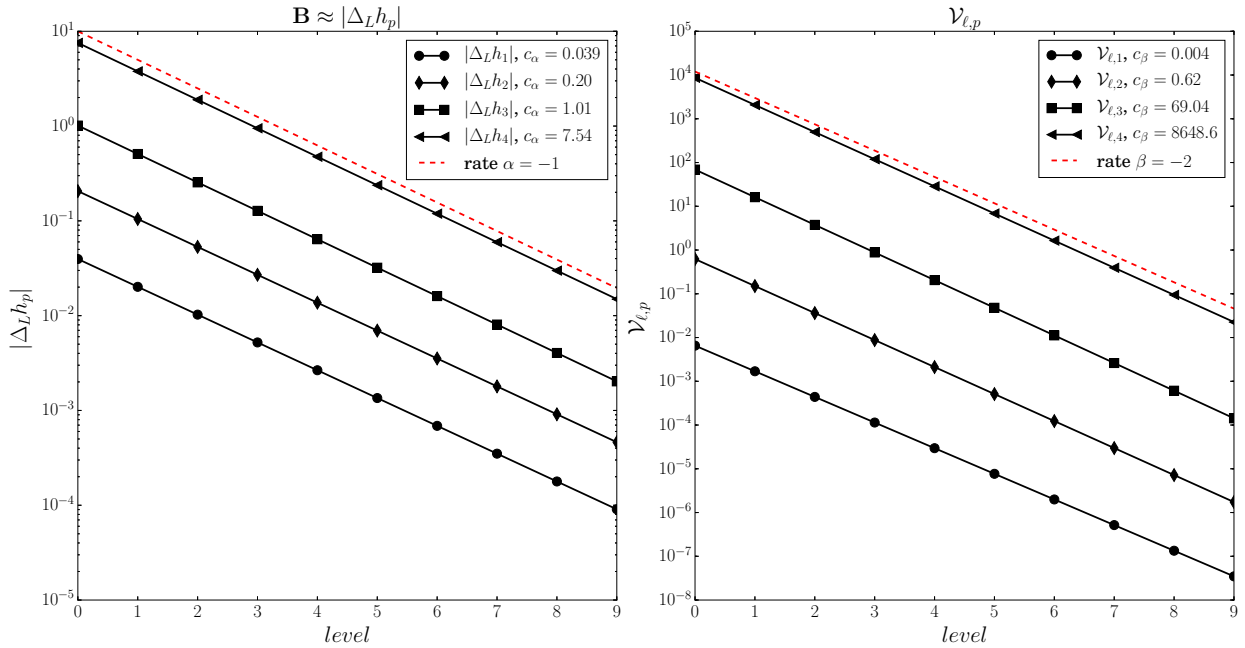 B ≈ |Δ_L h_p|
10^1
10^0
10^{-1}
10^{-2}
10^{-3}
10^{-4}
10^{-5}
|Δ_L h_p|
|Δ_L h_1|, c_α = 0.039
|Δ_L h_2|, c_α = 0.20
|Δ_L h_3|, c_α = 1.01
|Δ_L h_4|, c_α = 7.54
rate α = −1
0 1 2 3 4 5 6 7 8 9
level
𝒱_{ℓ,p}
10^5
10^4
10^3
10^2
10^1
10^0
10^{-1}
10^{-2}
10^{-3}
10^{-4}
10^{-5}
10^{-6}
10^{-7}
10^{-8}
𝒱_{ℓ,p}
𝒱_{ℓ,1}, c_β = 0.004
𝒱_{ℓ,2}, c_β = 0.62
𝒱_{ℓ,3}, c_β = 69.04
𝒱_{ℓ,4}, c_β = 8648.6
rate β = −2
0 1 2 3 4 5 6 7 8 9
level